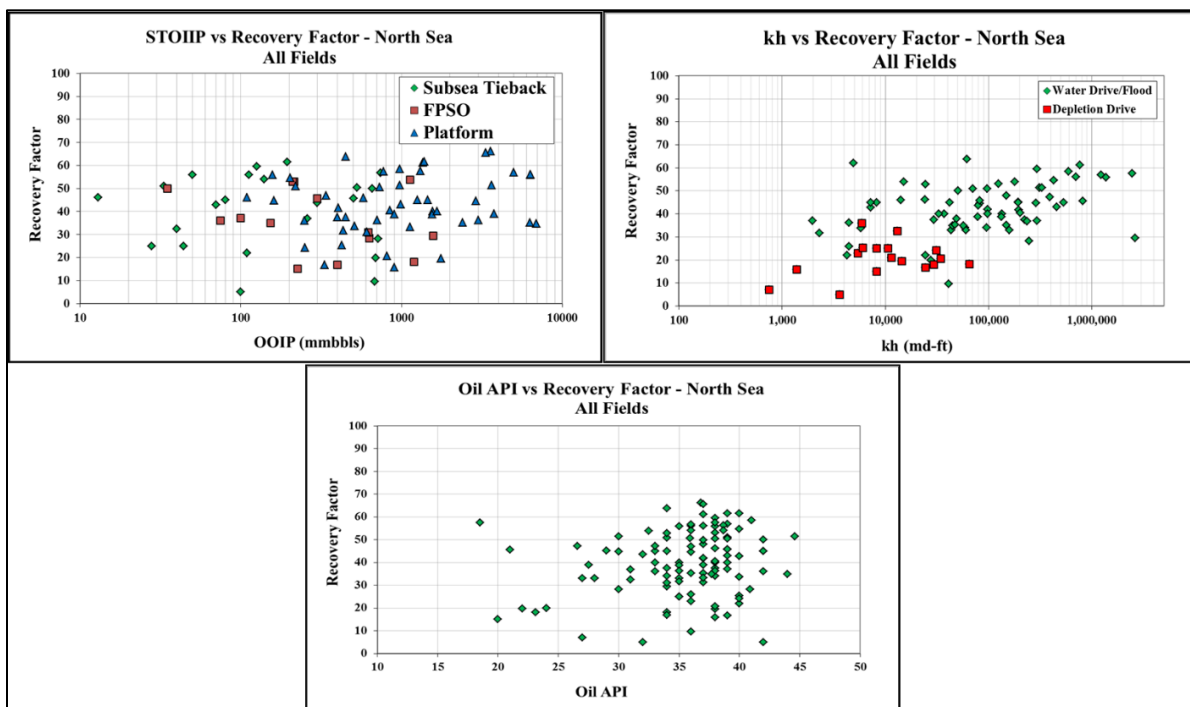 STOIIP vs Recovery Factor - North Sea
All Fields
Recovery Factor
100
90
80
70
60
50
40
30
20
10
0
Subsea Tieback
FPSO
Platform
10 100 1000 10000
OOIP (mmbbls)
kh vs Recovery Factor - North Sea
All Fields
Recovery Factor
100
90
80
70
60
50
40
30
20
10
0
Water Drive/Flood
Depletion Drive
100 1,000 10,000 100,000 1,000,000
kh (md-ft)
Oil API vs Recovery Factor - North Sea
All Fields
Recovery Factor
100
90
80
70
60
50
40
30
20
10
0
10 15 20 25 30 35 40 45 50
Oil API